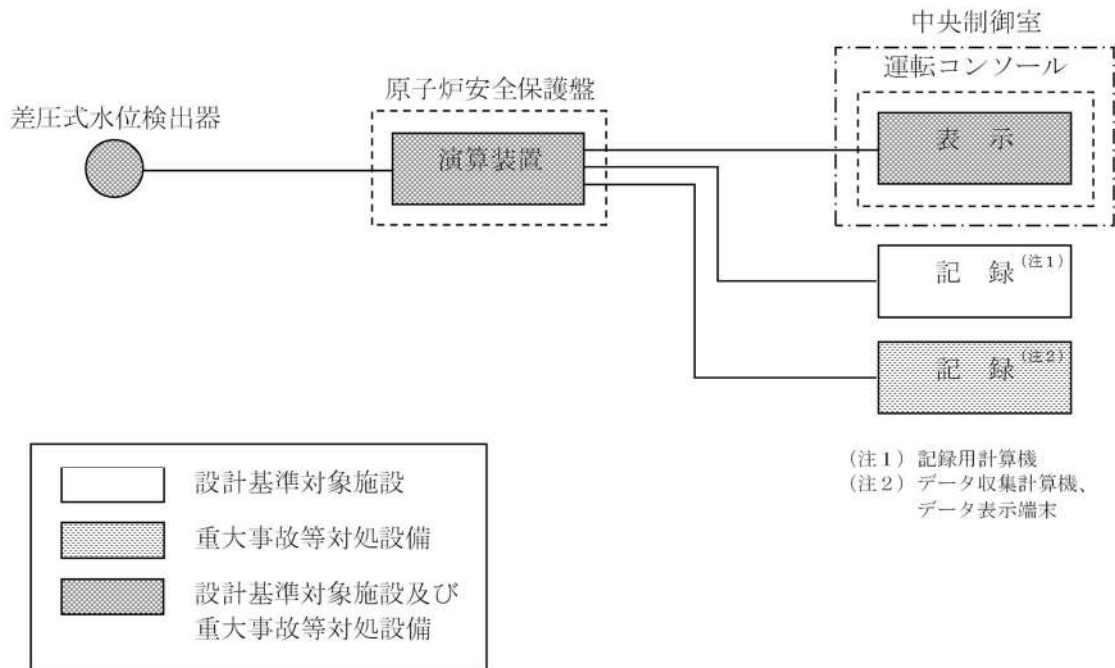 中央制御室
運転コンソール
原子炉安全保護盤
差圧式水位検出器
演算装置
表 示
記 録(注1)
記 録(注2)
(注1) 記録用計算機
(注2) データ収集計算機、
データ表示端末
設計基準対象施設
重大事故等対処設備
設計基準対象施設及び
重大事故等対処設備